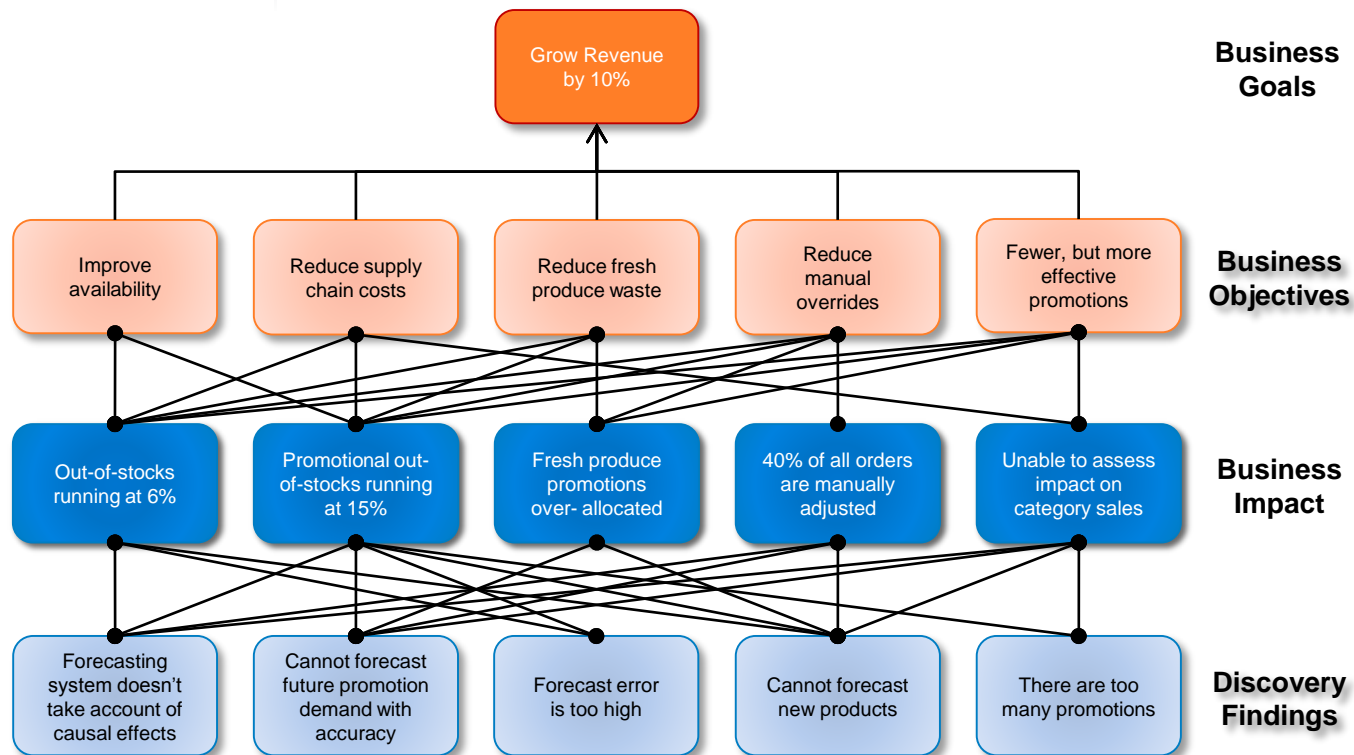 Grow Revenue
by 10%
Business
Goals
Improve
availability
Reduce supply
chain costs
Reduce fresh
produce waste
Reduce
manual
overrides
Fewer, but more
effective
promotions
Business
Objectives
Out-of-stocks
running at 6%
Promotional out-
of-stocks running
at 15%
Fresh produce
promotions
over- allocated
40% of all orders
are manually
adjusted
Unable to assess
impact on
category sales
Business
Impact
Forecasting
system doesn’t
take account of
causal effects
Cannot forecast
future promotion
demand with
accuracy
Forecast error
is too high
Cannot forecast
new products
There are too
many promotions
Discovery
Findings